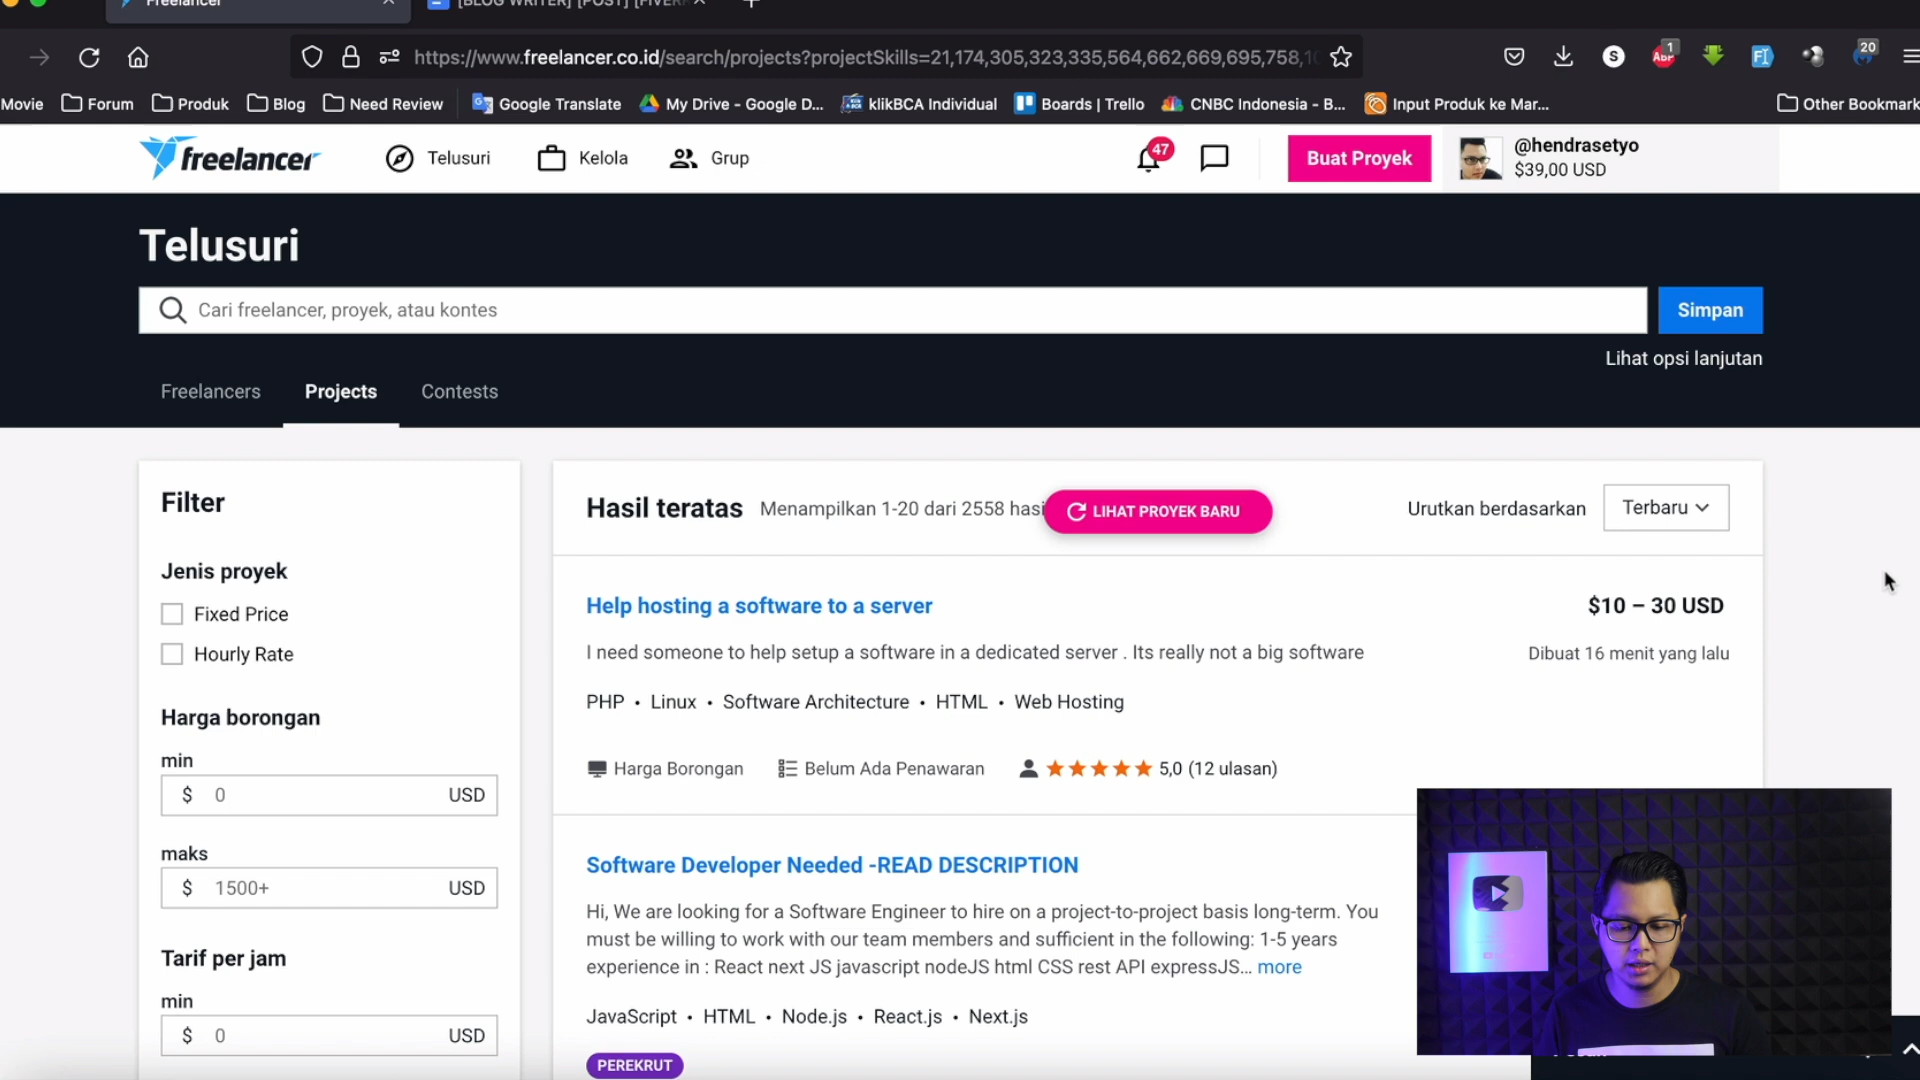 Freelancer
[BLOG WRITER] [POST] [FIVERR
https://www.freelancer.co.id/search/projects?projectSkills=21,174,305,323,335,564,662,669,695,758,10
1
20
Movie
Forum
Produk
Blog
Need Review
Google Translate
My Drive - Google D...
klikBCA Individual
Boards | Trello
CNBC Indonesia - B...
Input Produk ke Mar...
Other Bookmark
freelancer
Telusuri
Kelola
Grup
47
Buat Proyek
@hendrasetyo
$39,00 USD
Telusuri
Cari freelancer, proyek, atau kontes
Simpan
Lihat opsi lanjutan
Freelancers
Projects
Contests
Filter
Jenis proyek
Fixed Price
Hourly Rate
Harga borongan
min
$ 0 USD
maks
$ 1500+ USD
Tarif per jam
min
$ 0 USD
Hasil teratas
Menampilkan 1-20 dari 2558 hasi
LIHAT PROYEK BARU
Urutkan berdasarkan
Terbaru
Help hosting a software to a server
$10 – 30 USD
I need someone to help setup a software in a dedicated server . Its really not a big software
Dibuat 16 menit yang lalu
PHP • Linux • Software Architecture • HTML • Web Hosting
Harga Borongan
Belum Ada Penawaran
5,0 (12 ulasan)
Software Developer Needed -READ DESCRIPTION
Hi, We are looking for a Software Engineer to hire on a project-to-project basis long-term. You
must be willing to work with our team members and sufficient in the following: 1-5 years
experience in : React next JS javascript nodeJS html CSS rest API expressJS... more
JavaScript • HTML • Node.js • React.js • Next.js
PEREKRUT